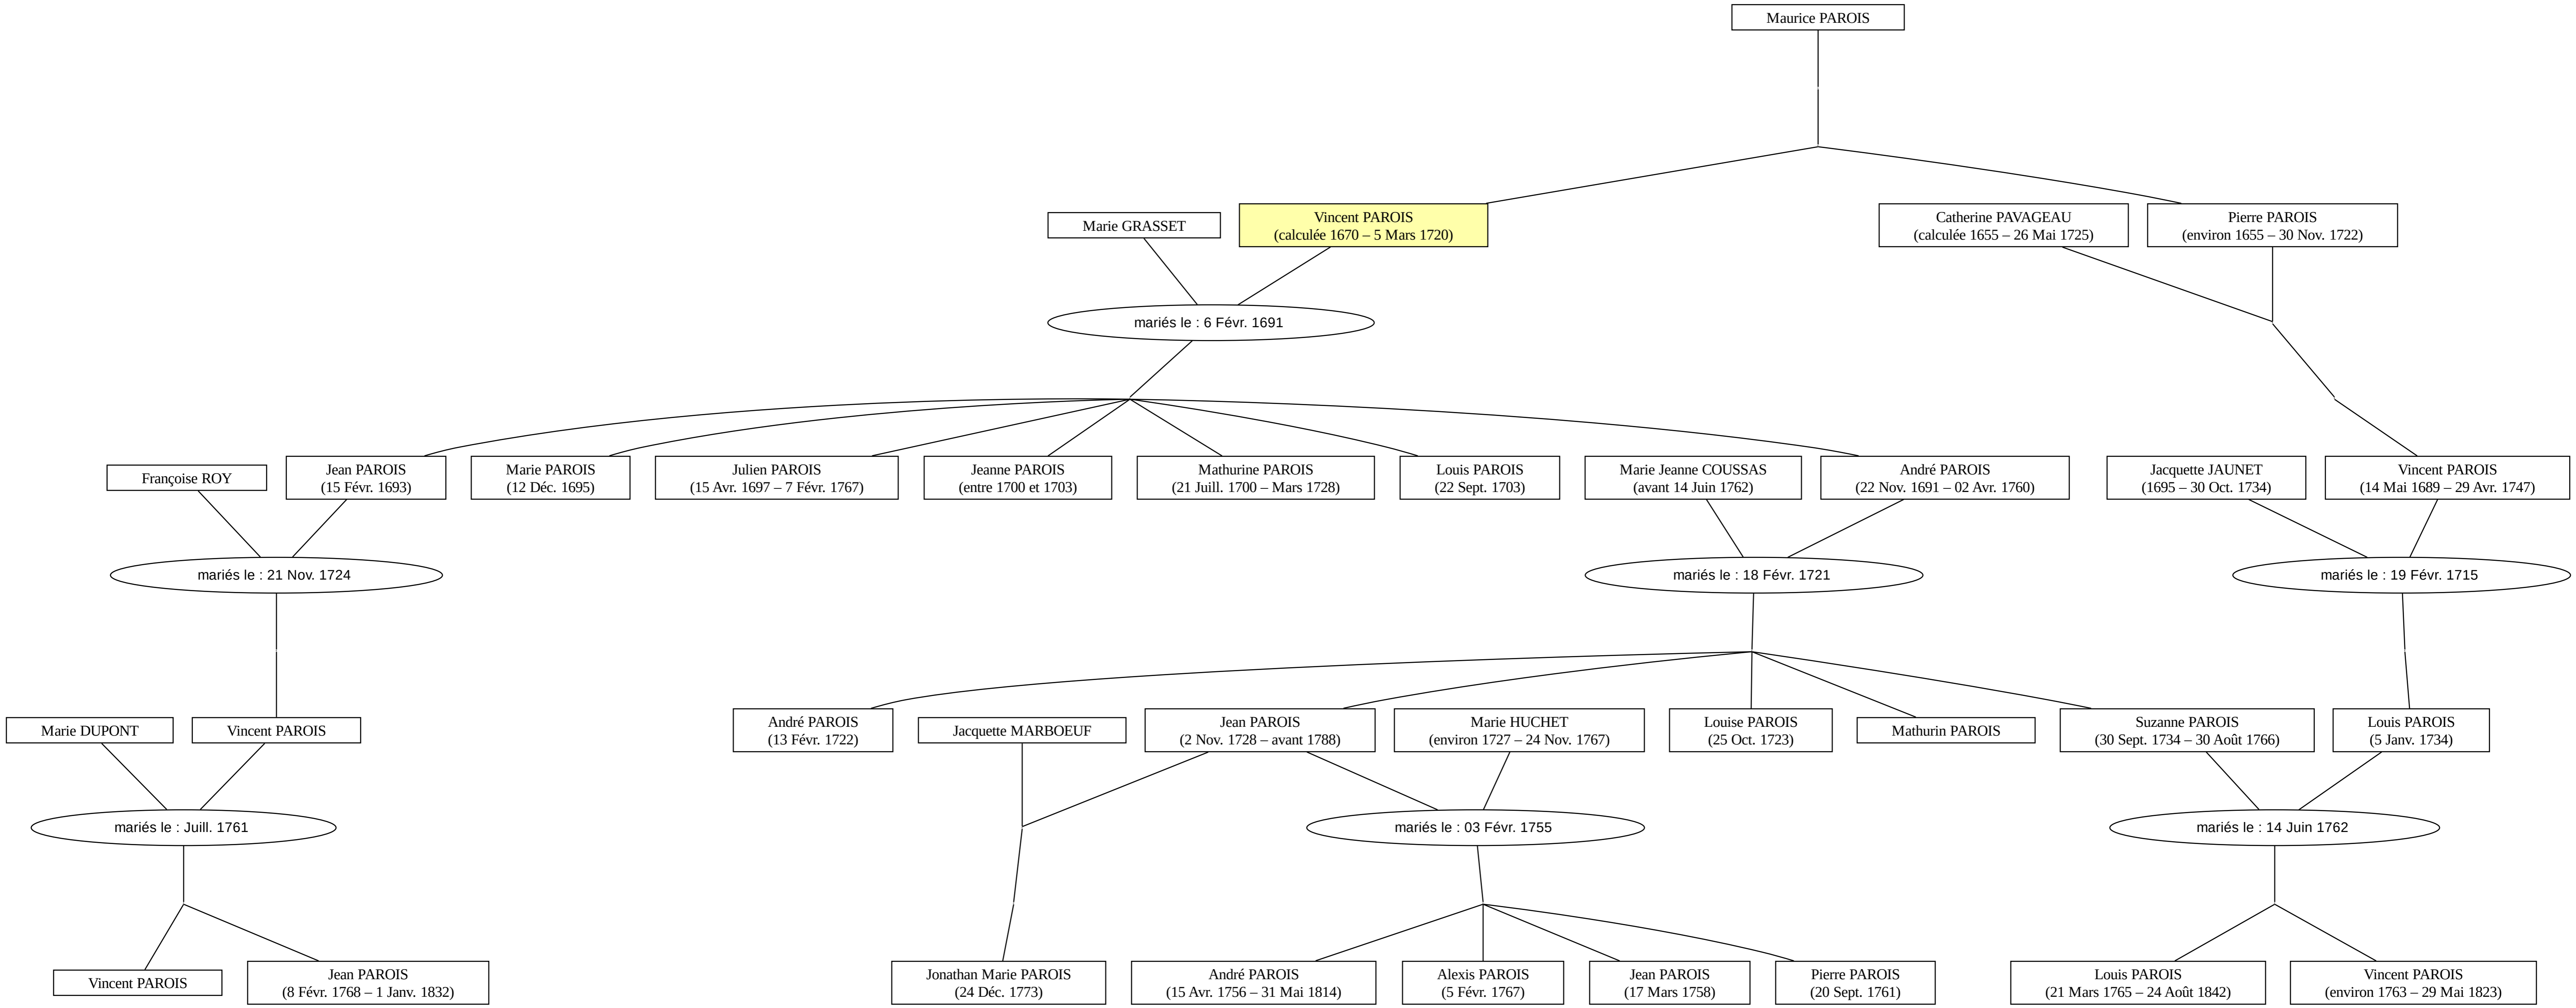 Maurice PAROIS
Marie GRASSET
Vincent PAROIS
(calculée 1670 – 5 Mars 1720)
Catherine PAVAGEAU
(calculée 1655 – 26 Mai 1725)
Pierre PAROIS
(environ 1655 – 30 Nov. 1722)
mariés le : 6 Févr. 1691
Françoise ROY
Jean PAROIS
(15 Févr. 1693)
Marie PAROIS
(12 Déc. 1695)
Julien PAROIS
(15 Avr. 1697 – 7 Févr. 1767)
Jeanne PAROIS
(entre 1700 et 1703)
Mathurine PAROIS
(21 Juill. 1700 – Mars 1728)
Louis PAROIS
(22 Sept. 1703)
Marie Jeanne COUSSAS
(avant 14 Juin 1762)
André PAROIS
(22 Nov. 1691 – 02 Avr. 1760)
Jacquette JAUNET
(1695 – 30 Oct. 1734)
Vincent PAROIS
(14 Mai 1689 – 29 Avr. 1747)
mariés le : 21 Nov. 1724
mariés le : 18 Févr. 1721
mariés le : 19 Févr. 1715
Marie DUPONT
Vincent PAROIS
André PAROIS
(13 Févr. 1722)
Jacquette MARBOEUF
Jean PAROIS
(2 Nov. 1728 – avant 1788)
Marie HUCHET
(environ 1727 – 24 Nov. 1767)
Louise PAROIS
(25 Oct. 1723)
Mathurin PAROIS
Suzanne PAROIS
(30 Sept. 1734 – 30 Août 1766)
Louis PAROIS
(5 Janv. 1734)
mariés le : Juill. 1761
mariés le : 03 Févr. 1755
mariés le : 14 Juin 1762
Vincent PAROIS
Jean PAROIS
(8 Févr. 1768 – 1 Janv. 1832)
Jonathan Marie PAROIS
(24 Déc. 1773)
André PAROIS
(15 Avr. 1756 – 31 Mai 1814)
Alexis PAROIS
(5 Févr. 1767)
Jean PAROIS
(17 Mars 1758)
Pierre PAROIS
(20 Sept. 1761)
Louis PAROIS
(21 Mars 1765 – 24 Août 1842)
Vincent PAROIS
(environ 1763 – 29 Mai 1823)